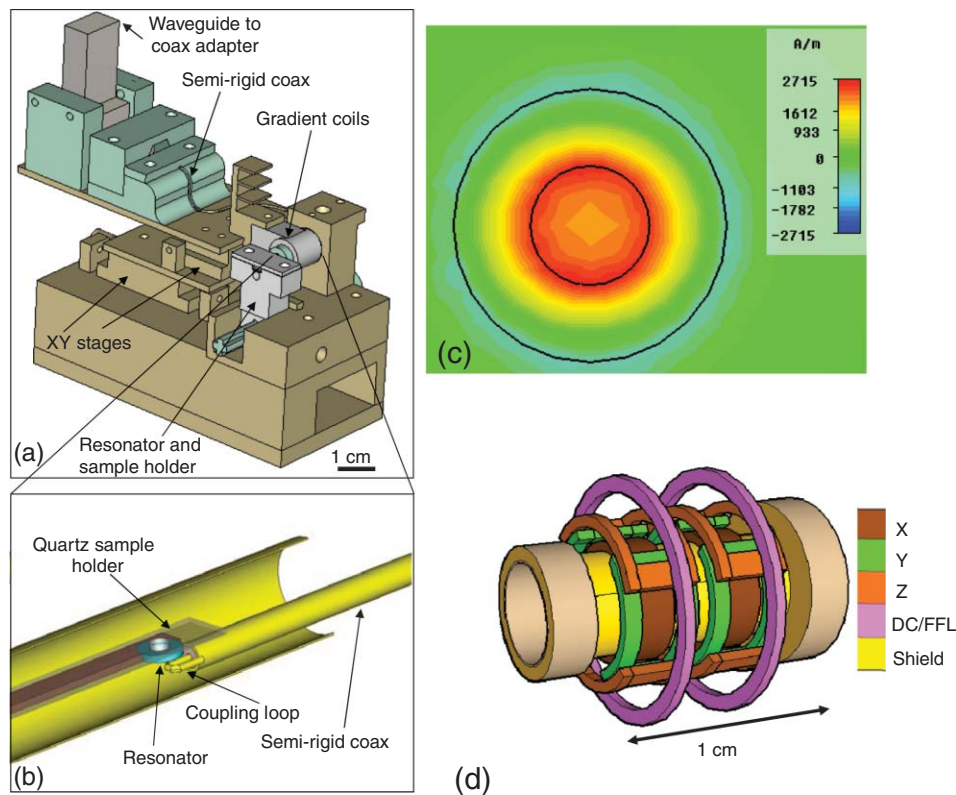 Waveguide to
coax adapter
Semi-rigid coax
Gradient coils
XY stages
(a)
Resonator and
sample holder
1 cm
Quartz sample
holder
Coupling loop
Resonator
Semi-rigid coax
(b)
A/m
2715
1612
933
0
-1103
-1782
-2715
(c)
X
Y
Z
DC/FFL
Shield
1 cm
(d)